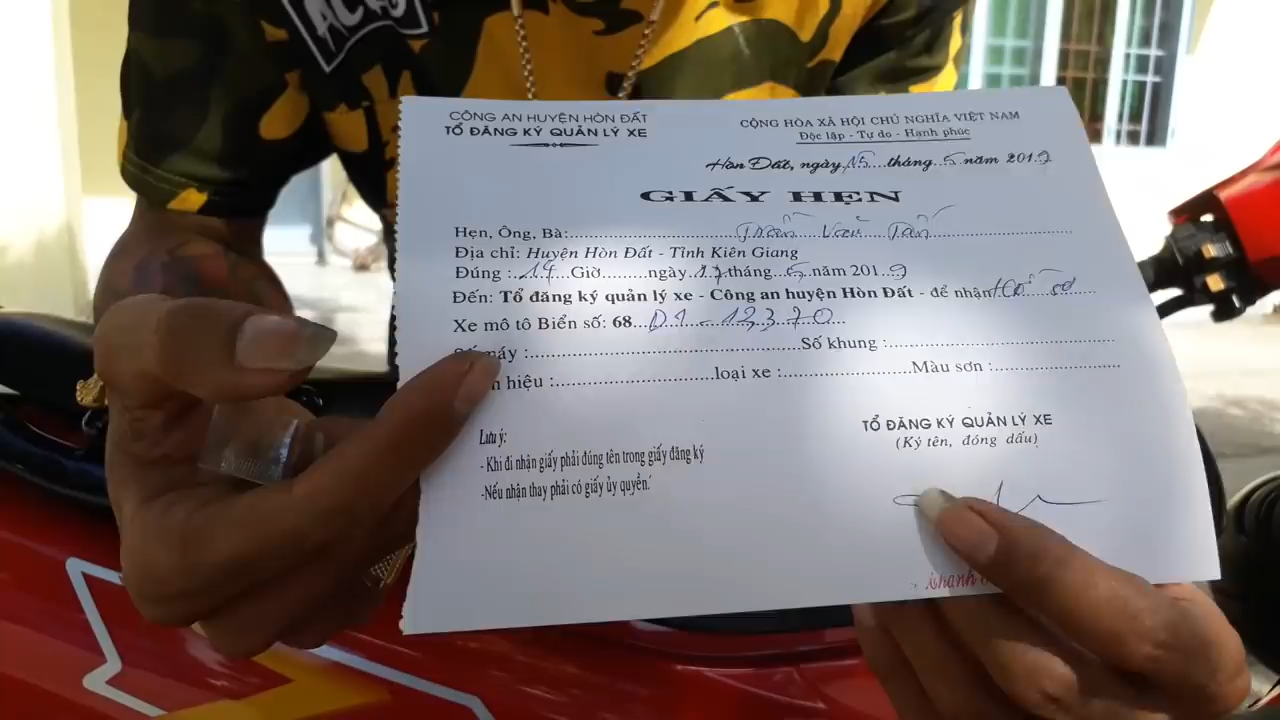 CÔNG AN HUYỆN HÒN ĐẤT
TỔ ĐĂNG KÝ QUẢN LÝ XE
CỘNG HÒA XÃ HỘI CHỦ NGHĨA VIỆT NAM
Độc lập - Tự do - Hạnh phúc
Hòn Đất, ngày 15 tháng 5 năm 2019
GIẤY HẸN
Hẹn, Ông, Bà: Trần Văn Tấn
Địa chỉ: Huyện Hòn Đất - Tỉnh Kiên Giang
Đúng : 14 Giờ ngày 17 tháng 5 năm 2019
Đến: Tổ đăng ký quản lý xe - Công an huyện Hòn Đất - để nhận hồ sơ
Xe mô tô Biển số: 68 D1 - 123 70
Số máy : Số khung :
hiệu : loại xe : Màu sơn :
TỔ ĐĂNG KÝ QUẢN LÝ XE
(Ký tên, đóng dấu)
Lưu ý:
- Khi đi nhận giấy phải đúng tên trong giấy đăng ký
-Nếu nhận thay phải có giấy ủy quyền.